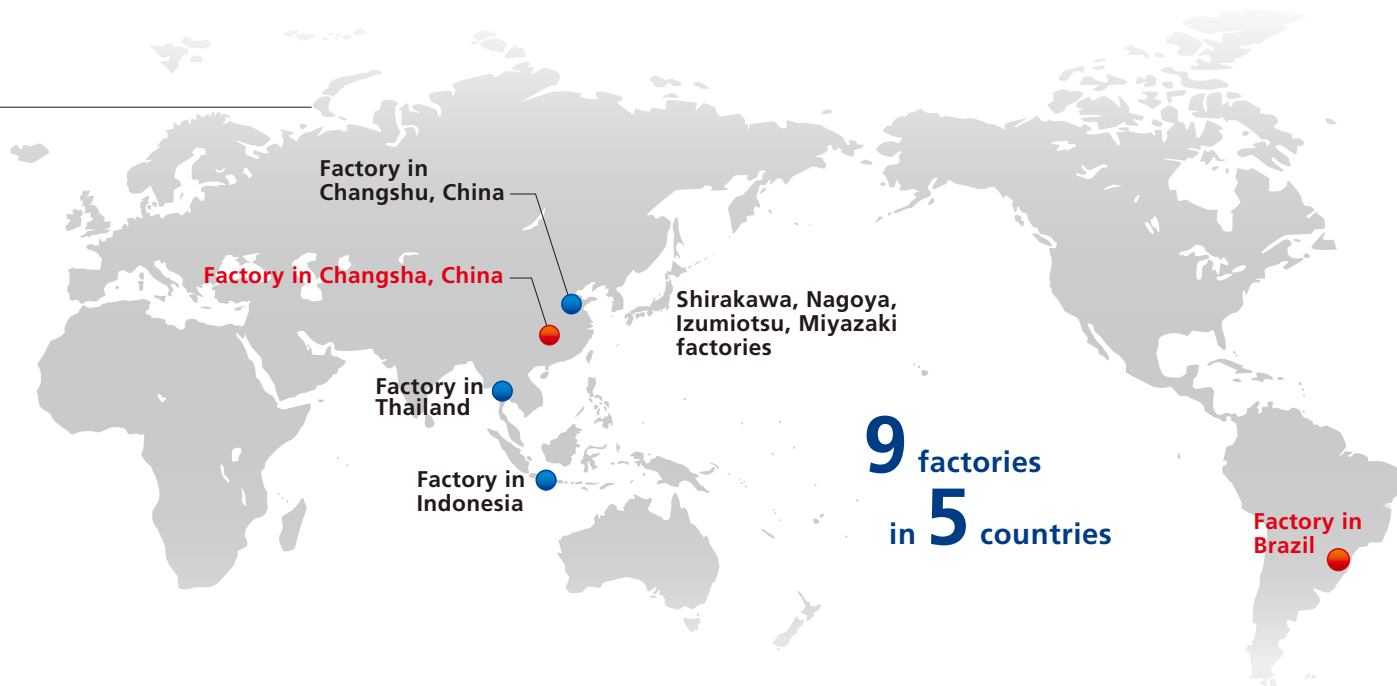 Factory in
Changshu, China
Factory in Changsha, China
Shirakawa, Nagoya,
Izumiotsu, Miyazaki
factories
Factory in
Thailand
Factory in
Indonesia
9 factories
in 5 countries
Factory in
Brazil